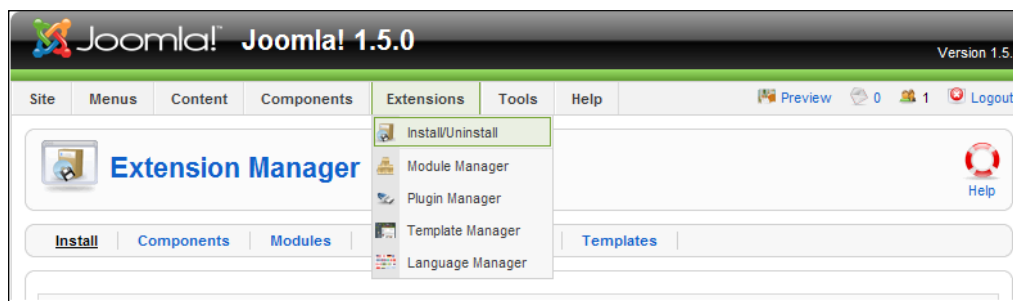 Joomla! Joomla! 1.5.0
Version 1.5.
Site Menus Content Components Extensions Tools Help Preview 0 1 Logout
Install/Uninstall
Extension Manager
Module Manager
Help
Plugin Manager
Template Manager
Install Components Modules Templates
Language Manager